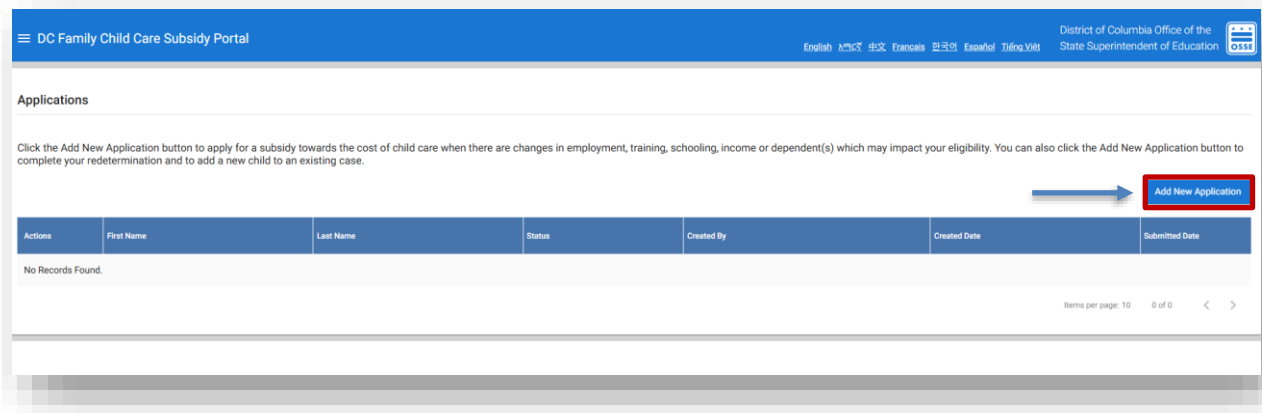 ≡ DC Family Child Care Subsidy Portal
English አማርኛ 中文 Français 한국어 Español Tiếng Việt
District of Columbia Office of the
State Superintendent of Education
OSSE
Applications
Click the Add New Application button to apply for a subsidy towards the cost of child care when there are changes in employment, training, schooling, income or dependent(s) which may impact your eligibility. You can also click the Add New Application button to
complete your redetermination and to add a new child to an existing case.
Add New Application
Actions First Name Last Name Status Created By Created Date Submitted Date
No Records Found.
Items per page: 10 0 of 0 < >